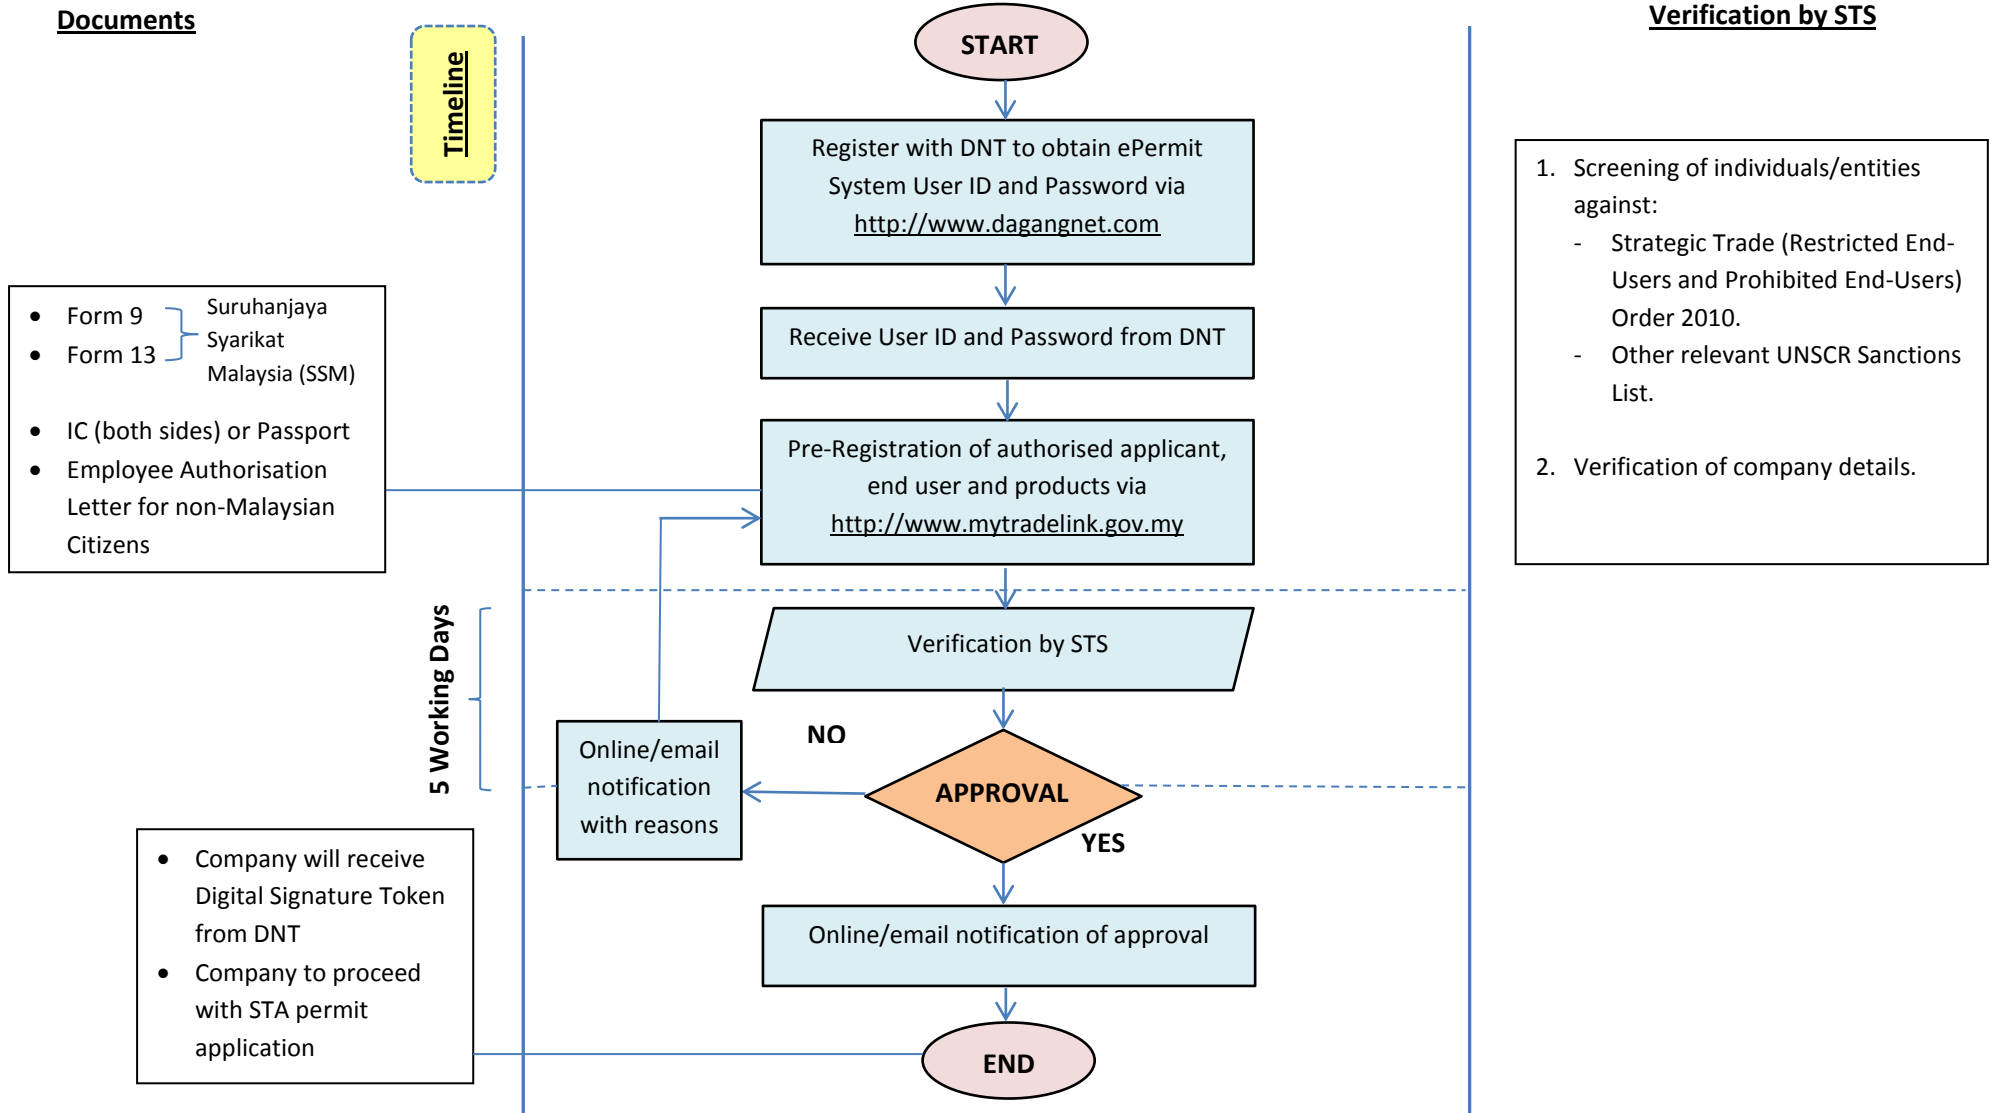 Documents
Timeline
Verification by STS
START
Register with DNT to obtain ePermit
System User ID and Password via
http://www.dagangnet.com
Receive User ID and Password from DNT
Pre-Registration of authorised applicant,
end user and products via
http://www.mytradelink.gov.my
• Form 9
• Form 13
Suruhanjaya
Syarikat
Malaysia (SSM)
• IC (both sides) or Passport
• Employee Authorisation
Letter for non-Malaysian
Citizens
1. Screening of individuals/entities
against:
- Strategic Trade (Restricted End-
Users and Prohibited End-Users)
Order 2010.
- Other relevant UNSCR Sanctions
List.
2. Verification of company details.
5 Working Days
Verification by STS
NO
APPROVAL
YES
Online/email
notification
with reasons
Online/email notification of approval
• Company will receive
Digital Signature Token
from DNT
• Company to proceed
with STA permit
application
END